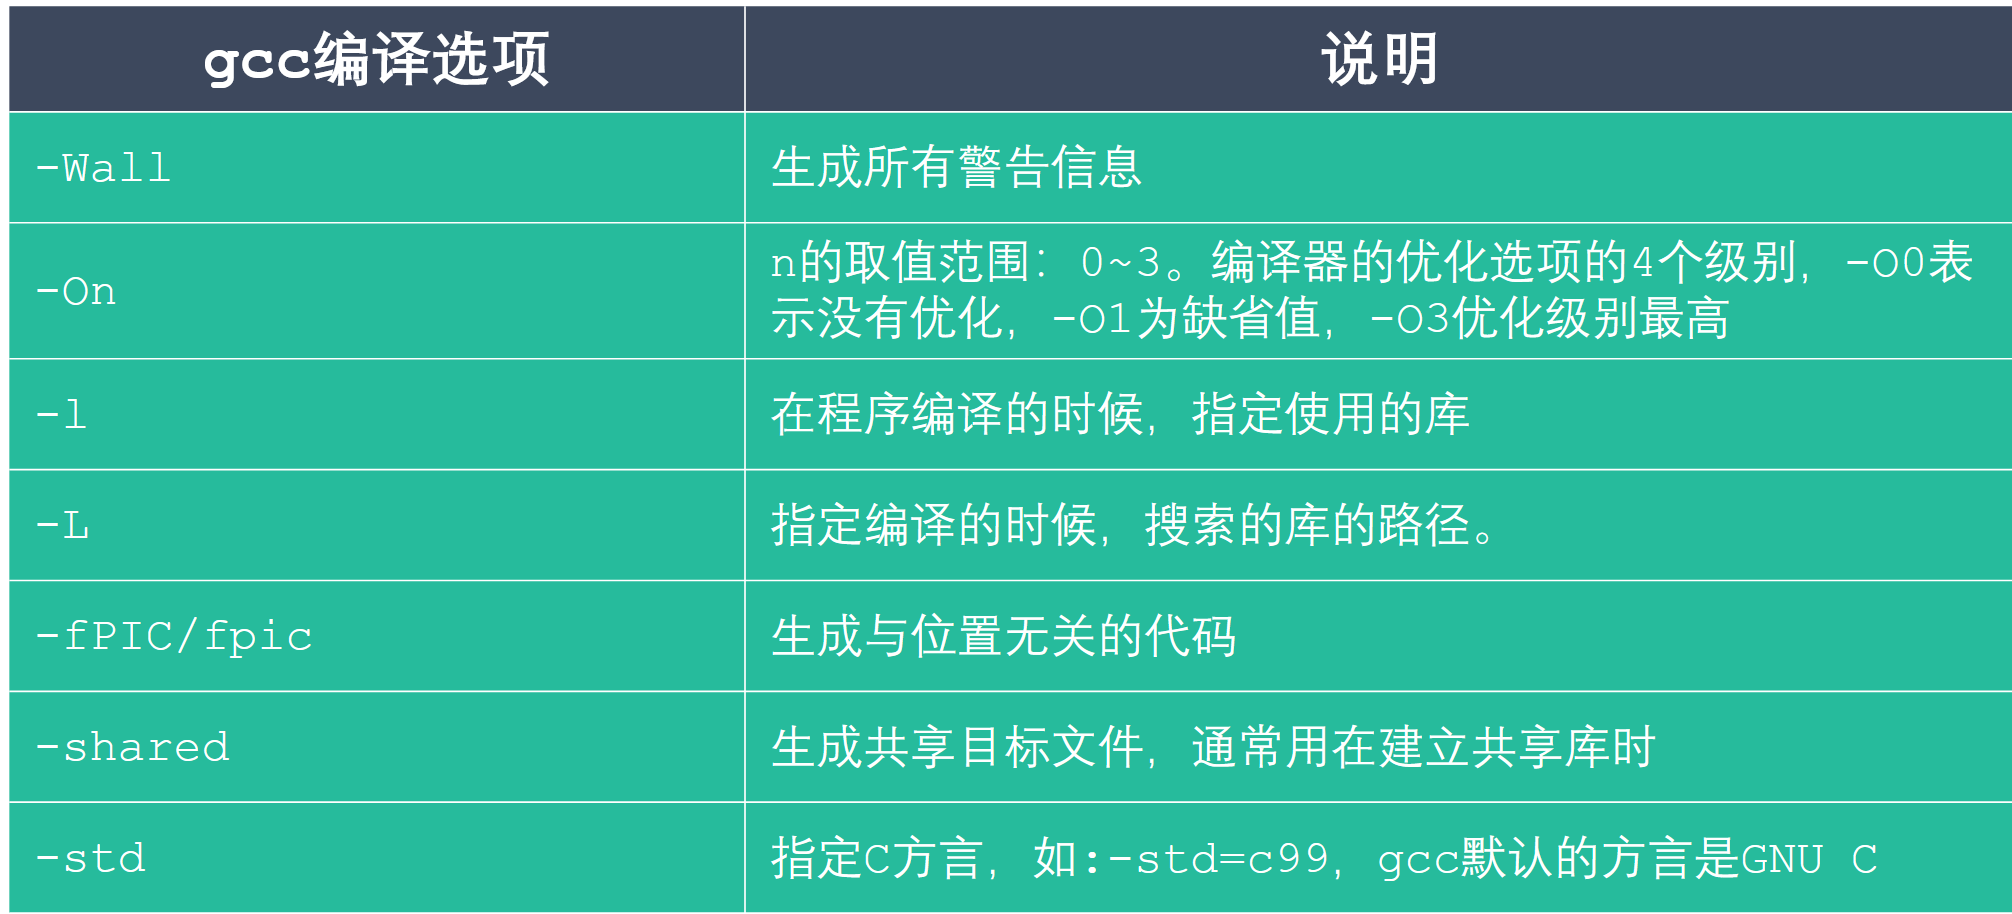 gcc编译选项
说明
-Wall
生成所有警告信息
-On
n的取值范围：0~3。编译器的优化选项的4个级别，-O0表
示没有优化，-O1为缺省值，-O3优化级别最高
-l
在程序编译的时候，指定使用的库
-L
指定编译的时候，搜索的库的路径。
-fPIC/fpic
生成与位置无关的代码
-shared
生成共享目标文件，通常用在建立共享库时
-std
指定C方言，如:-std=c99，gcc默认的方言是GNU C